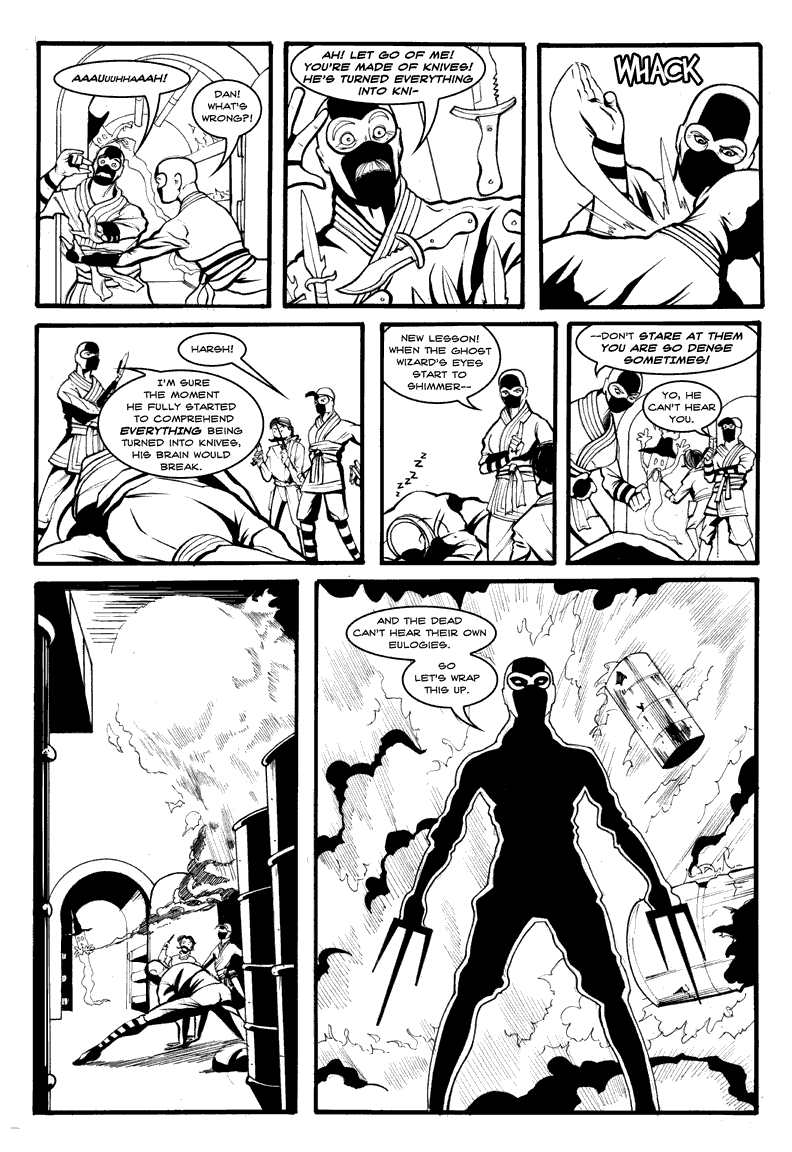 AAAUUUHHAAAH!
DAN!
WHAT'S
WRONG?!
AH! LET GO OF ME!
YOU'RE MADE OF KNIVES!
HE'S TURNED EVERYTHING
INTO KNI-
WHACK
HARSH!
I'M SURE
THE MOMENT
HE FULLY STARTED
TO COMPREHEND
EVERYTHING BEING
TURNED INTO KNIVES,
HIS BRAIN WOULD
BREAK.
NEW LESSON!
WHEN THE GHOST
WIZARD'S EYES
START TO
SHIMMER--
Z
Z
Z
Z
Z
Z
--DON'T STARE AT THEM
YOU ARE SO DENSE
SOMETIMES!
YO, HE
CAN'T HEAR
YOU.
AND THE DEAD
CAN'T HEAR THEIR OWN
EULOGIES.
SO
LET'S WRAP
THIS UP.